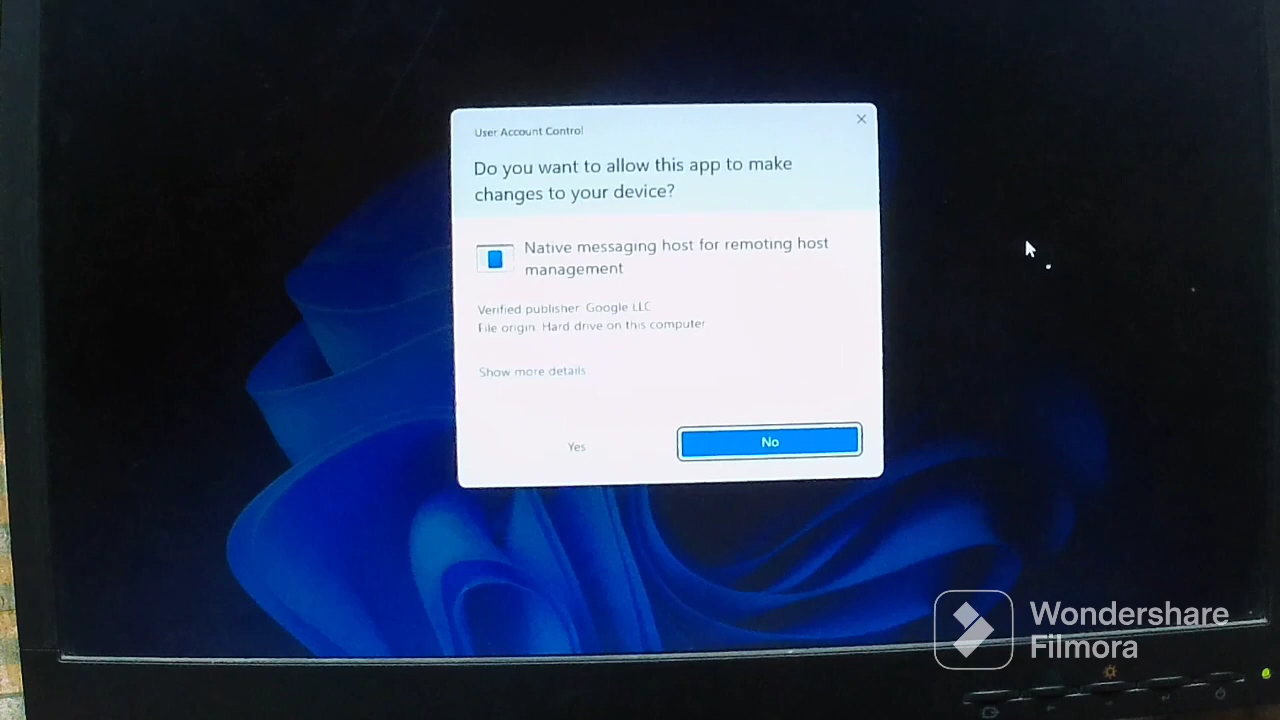 User Account Control
Do you want to allow this app to make
changes to your device?
Native messaging host for remoting host
management
Verified publisher: Google LLC
File origin: Hard drive on this computer
Show more details
Yes
No
Wondershare
Filmora